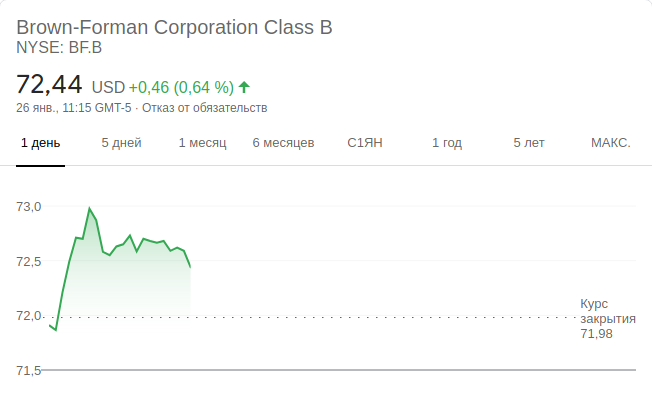 Brown-Forman Corporation Class B
NYSE: BF.B
72,44 USD +0,46 (0,64 %)
26 янв., 11:15 GMT-5 · Отказ от обязательств
1 день 5 дней 1 месяц 6 месяцев С1ЯН 1 год 5 лет МАКС.
73,0
72,5
72,0
71,5
Курс
закрытия
71,98